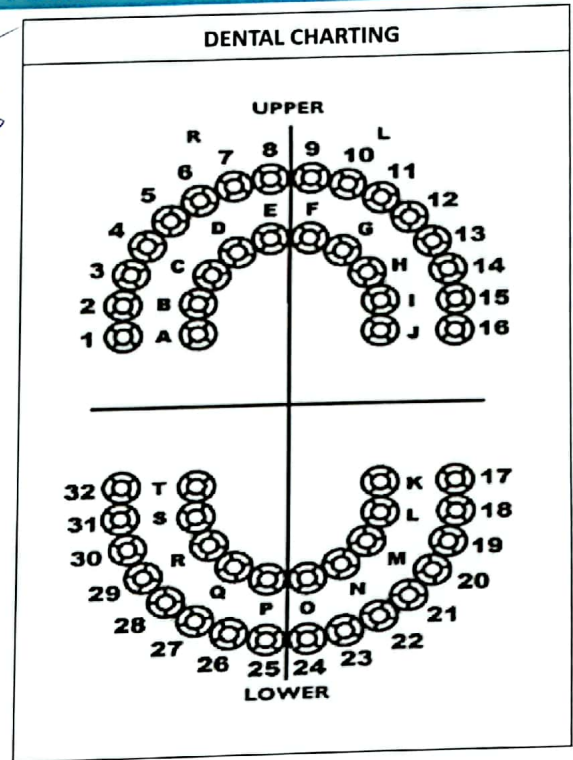 DENTAL CHARTING
UPPER
R L
8 9
7 10
6 11
5 12
E F
D G
4 13
C H
3 14
2 B I 15
1 A J 16
32 T K 17
31 S L 18
30 R M 19
29 Q N 20
P O
28 21
27 22
26 23
25 24
LOWER